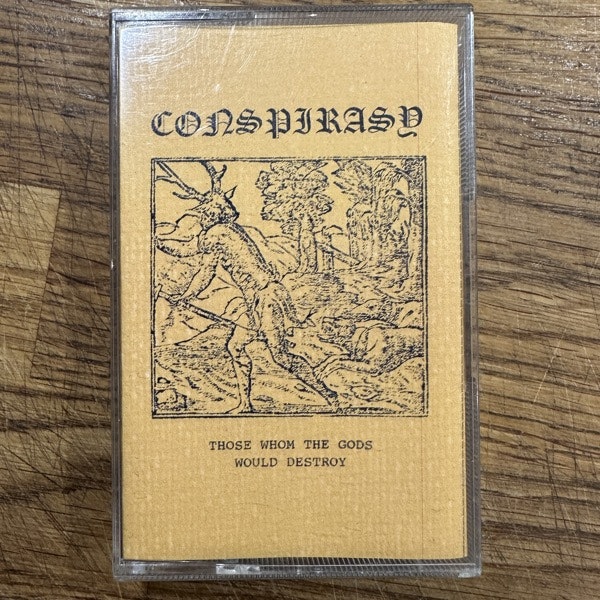 CONSPIRASY
THOSE WHOM THE GODS
WOULD DESTROY